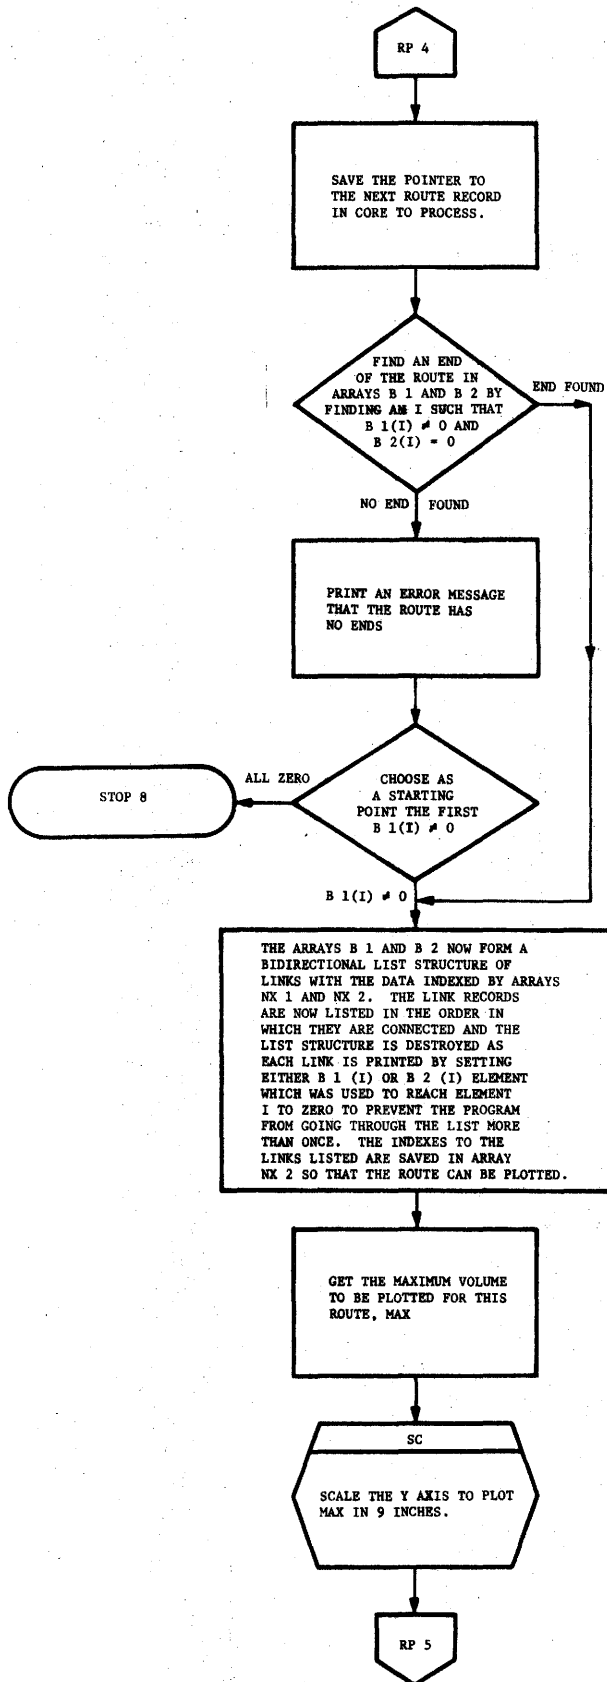 RP 4
SAVE THE POINTER TO
THE NEXT ROUTE RECORD
IN CORE TO PROCESS.
FIND AN END
OF THE ROUTE IN
ARRAYS B 1 AND B 2 BY
FINDING AN I SUCH THAT
B 1(I) ≠ 0 AND
B 2(I) = 0
END FOUND
NO END FOUND
PRINT AN ERROR MESSAGE
THAT THE ROUTE HAS
NO ENDS
CHOOSE AS
A STARTING
POINT THE FIRST
B 1(I) ≠ 0
ALL ZERO
STOP 8
B 1(I) ≠ 0
THE ARRAYS B 1 AND B 2 NOW FORM A
BIDIRECTIONAL LIST STRUCTURE OF
LINKS WITH THE DATA INDEXED BY ARRAYS
NX 1 AND NX 2. THE LINK RECORDS
ARE NOW LISTED IN THE ORDER IN
WHICH THEY ARE CONNECTED AND THE
LIST STRUCTURE IS DESTROYED AS
EACH LINK IS PRINTED BY SETTING
EITHER B 1 (I) OR B 2 (I) ELEMENT
WHICH WAS USED TO REACH ELEMENT
I TO ZERO TO PREVENT THE PROGRAM
FROM GOING THROUGH THE LIST MORE
THAN ONCE. THE INDEXES TO THE
LINKS LISTED ARE SAVED IN ARRAY
NX 2 SO THAT THE ROUTE CAN BE PLOTTED.
GET THE MAXIMUM VOLUME
TO BE PLOTTED FOR THIS
ROUTE, MAX
SC
SCALE THE Y AXIS TO PLOT
MAX IN 9 INCHES.
RP 5